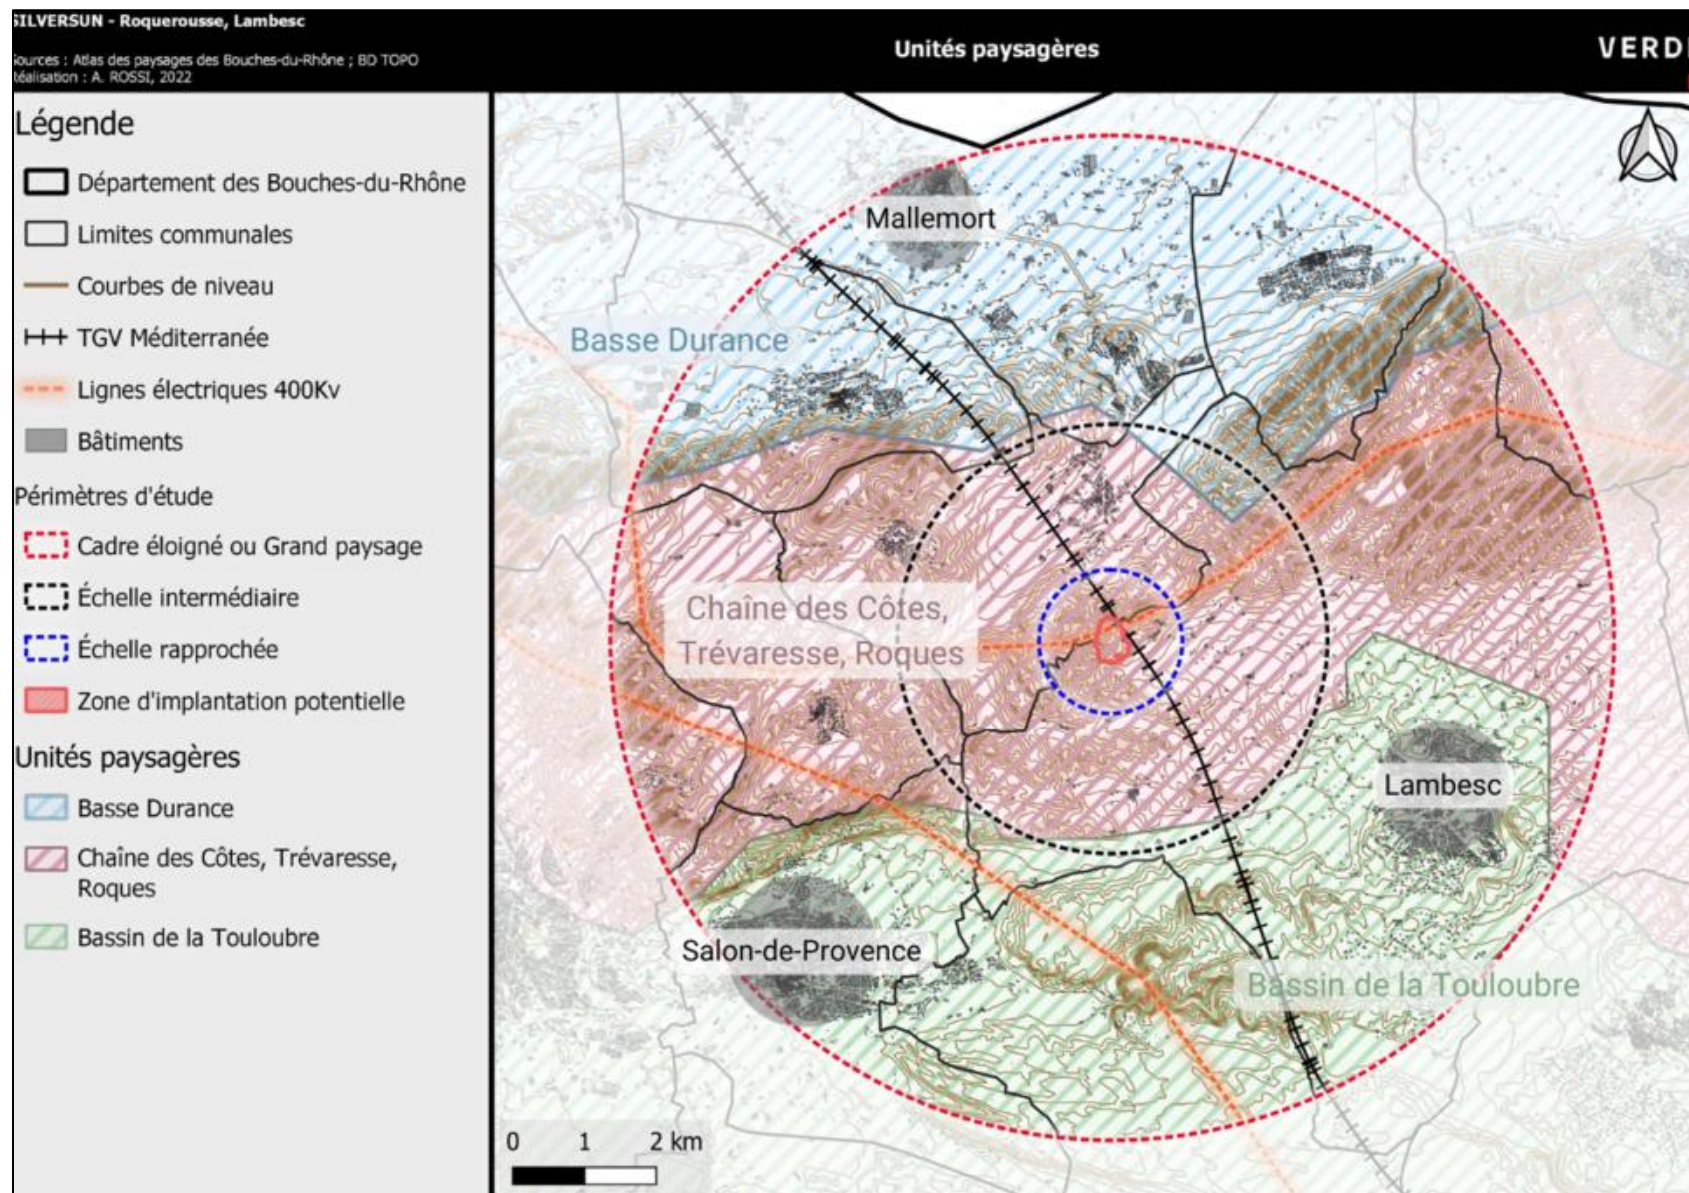 SILVERSUN - Roquerousse, Lambesc
Sources : Atlas des paysages des Bouches-du-Rhône ; BD TOPO
Réalisation : A. ROSSI, 2022
Unités paysagères
VERDI
Légende
Département des Bouches-du-Rhône
Limites communales
Courbes de niveau
TGV Méditerranée
Lignes électriques 400Kv
Bâtiments
Périmètres d'étude
Cadre éloigné ou Grand paysage
Échelle intermédiaire
Échelle rapprochée
Zone d'implantation potentielle
Unités paysagères
Basse Durance
Chaîne des Côtes, Trévaresse,
Roques
Bassin de la Touloubre
Mallemort
Basse Durance
Chaîne des Côtes,
Trévaresse, Roques
Lambesc
Salon-de-Provence
Bassin de la Touloubre
0 1 2 km